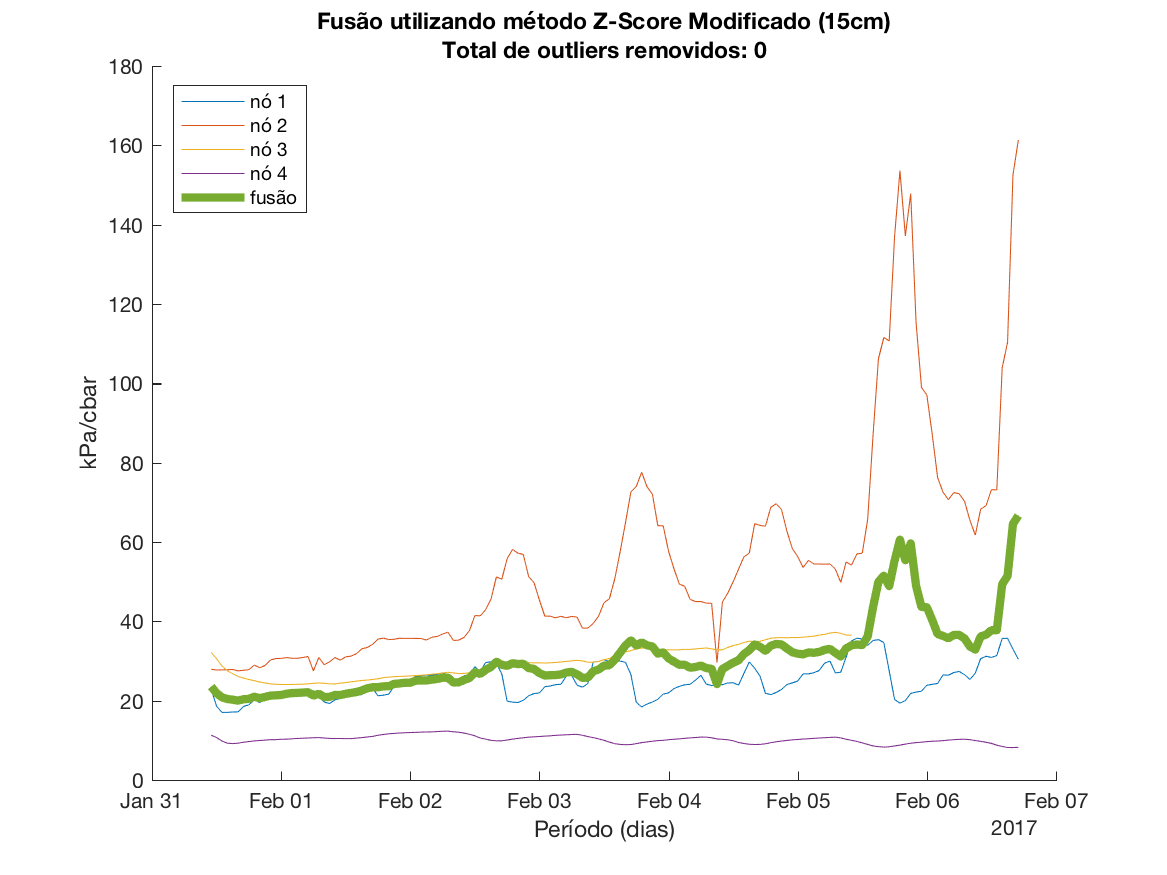 Fusão utilizando método Z-Score Modificado (15cm)
Total de outliers removidos: 0
180
160
140
120
100
80
60
40
20
0
kPa/cbar
nó 1
nó 2
nó 3
nó 4
fusão
Jan 31 Feb 01 Feb 02 Feb 03 Feb 04 Feb 05 Feb 06 Feb 07
Período (dias)
2017